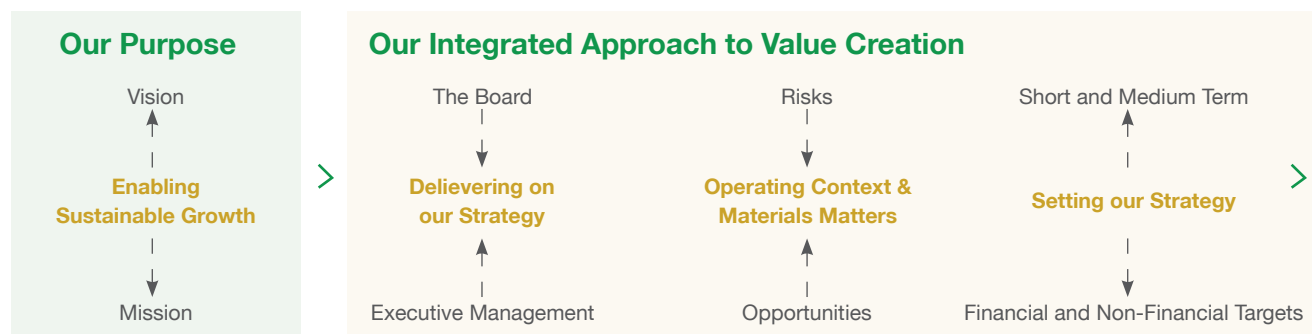 Our Purpose
Vision
Enabling
Sustainable Growth
Mission
Our Integrated Approach to Value Creation
The Board
Delievering on
our Strategy
Executive Management
Risks
Operating Context &
Materials Matters
Opportunities
Short and Medium Term
Setting our Strategy
Financial and Non-Financial Targets